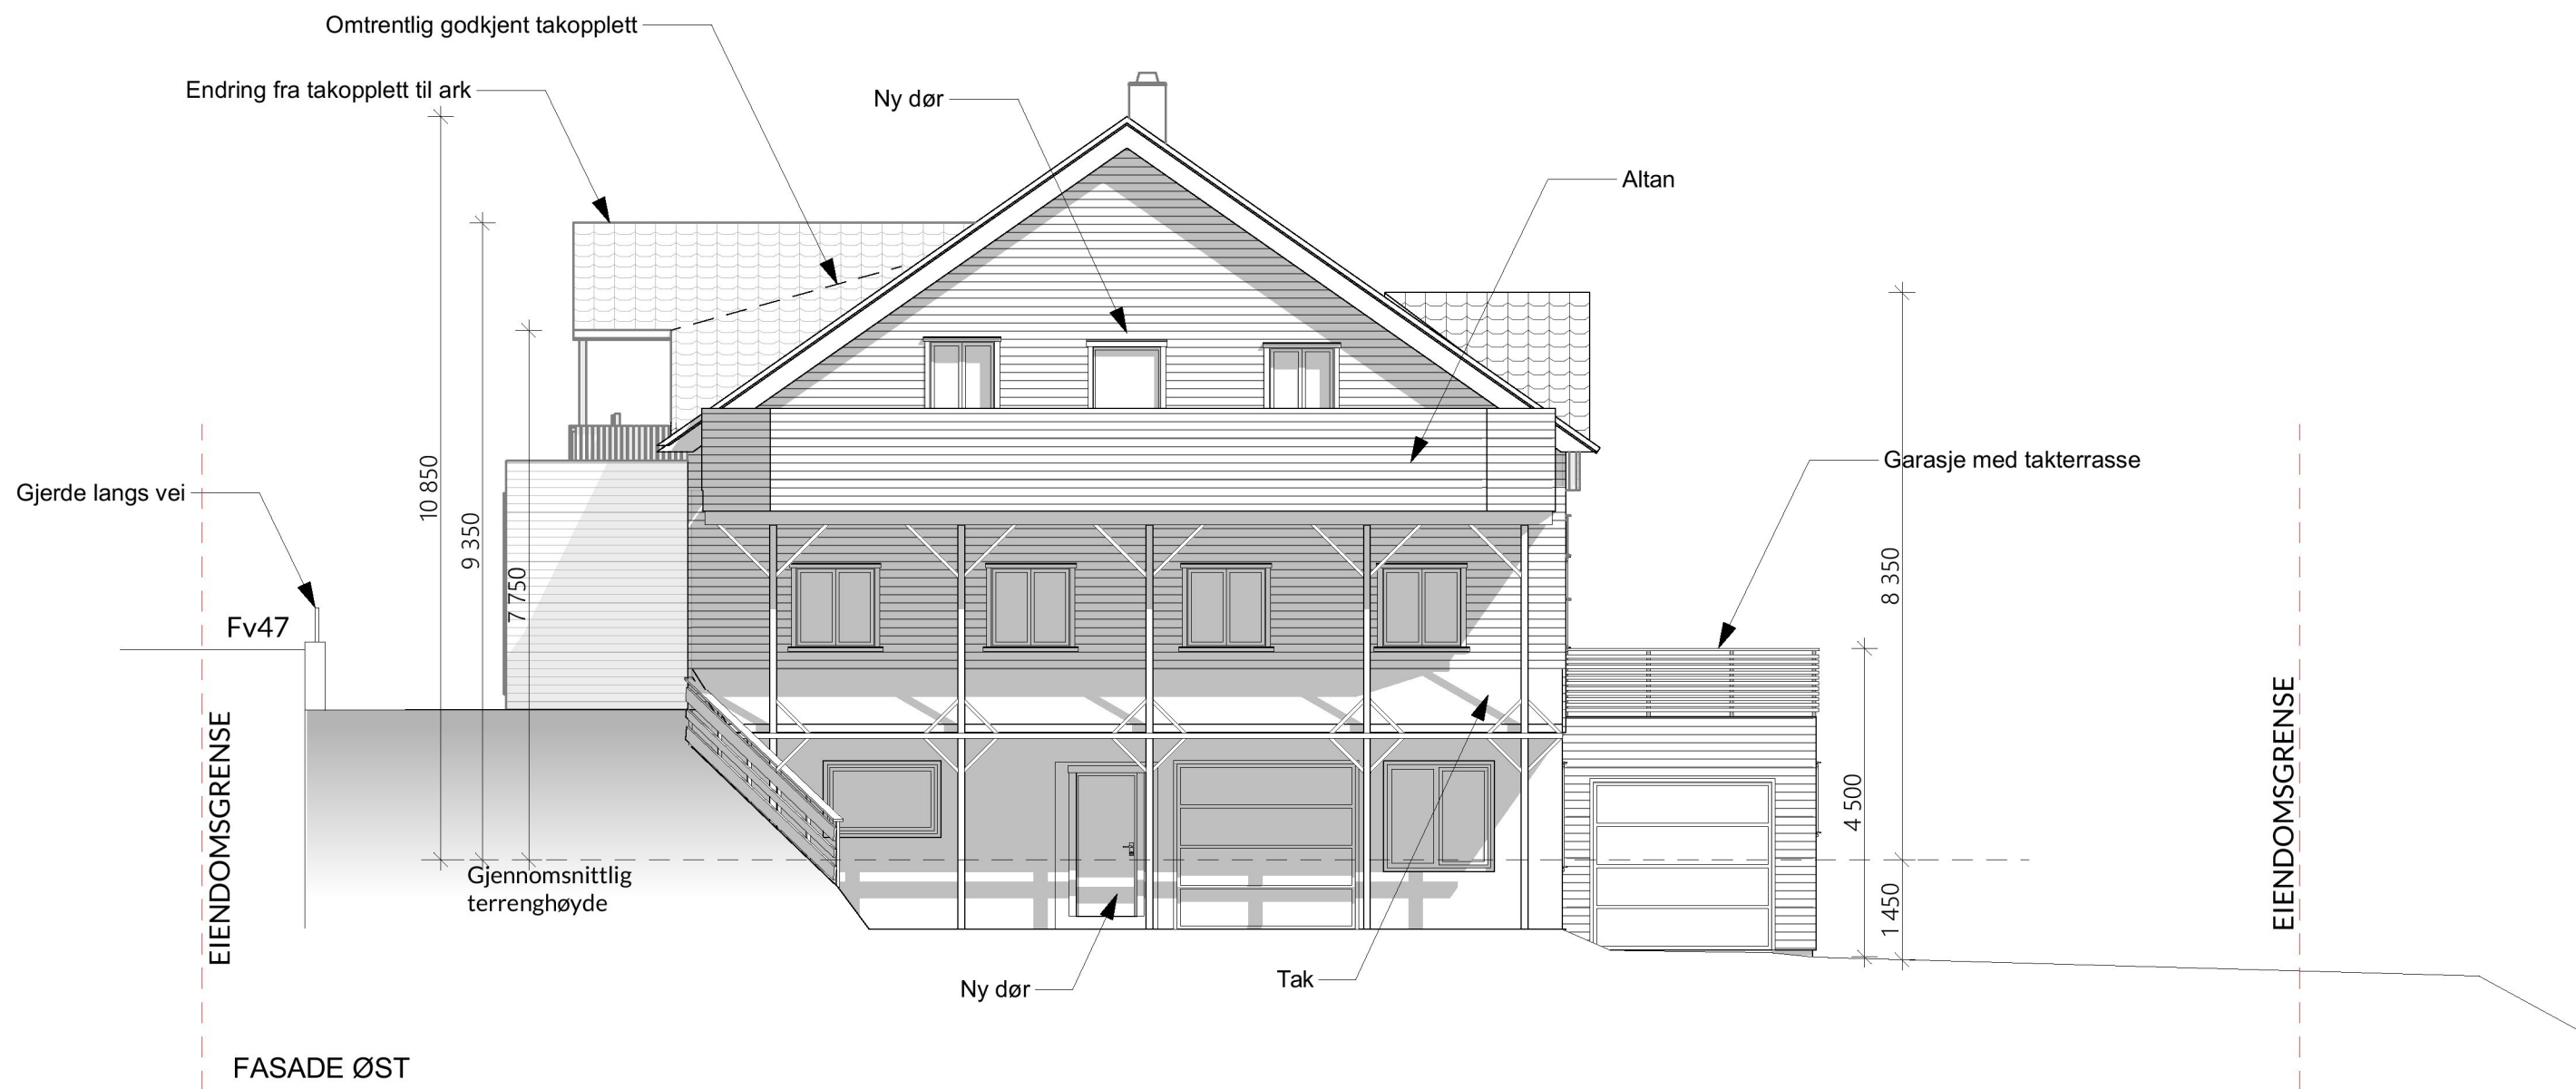 Omtrentlig godkjent takopplett
Endring fra takopplett til ark
Ny dør
Altan
Garasje med takterrasse
Gjerde langs vei
10 850
9 350
7 750
8 350
Fv47
EIENDOMSGRENSE
EIENDOMSGRENSE
4 500
1 450
Gjennomsnittlig
terrenghøyde
Ny dør
Tak
FASADE ØST